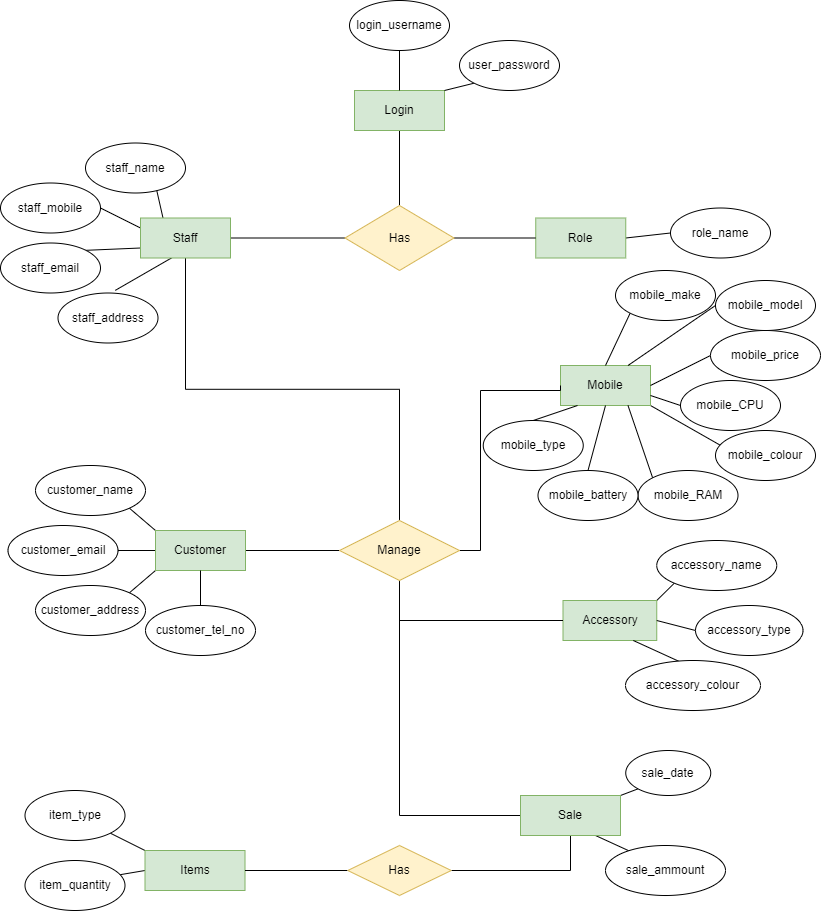 login_username
user_password
Login
staff_name
staff_mobile
Staff
Has
Role
role_name
staff_email
staff_address
mobile_make
mobile_model
mobile_price
Mobile
mobile_CPU
mobile_type
mobile_colour
mobile_battery
mobile_RAM
customer_name
customer_email
Customer
Manage
customer_address
customer_tel_no
accessory_name
Accessory
accessory_type
accessory_colour
sale_date
item_type
Sale
Items
Has
item_quantity
sale_ammount